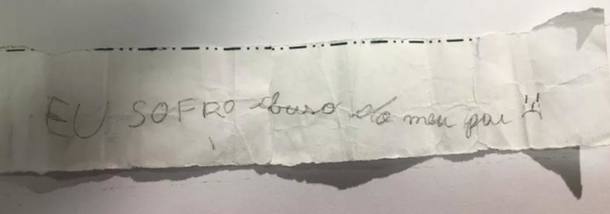 EU SOFRO abuso do meu pai :(